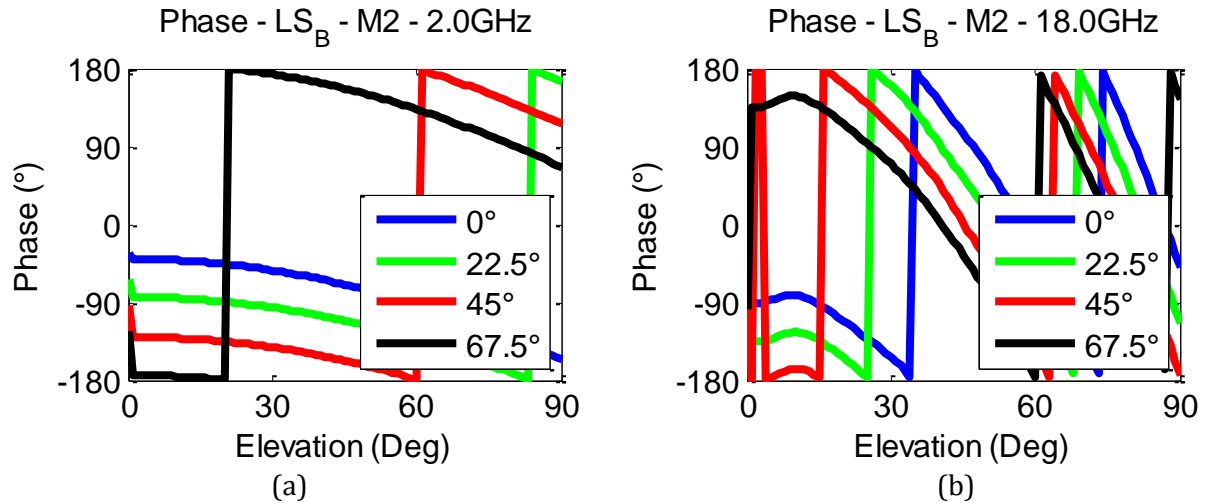 Phase - LS_B - M2 - 2.0GHz
180
90
0
-90
-180
Phase (°)
0°
22.5°
45°
67.5°
0 30 60 90
Elevation (Deg)
(a)
Phase - LS_B - M2 - 18.0GHz
180
90
0
-90
-180
Phase (°)
0°
22.5°
45°
67.5°
0 30 60 90
Elevation (Deg)
(b)